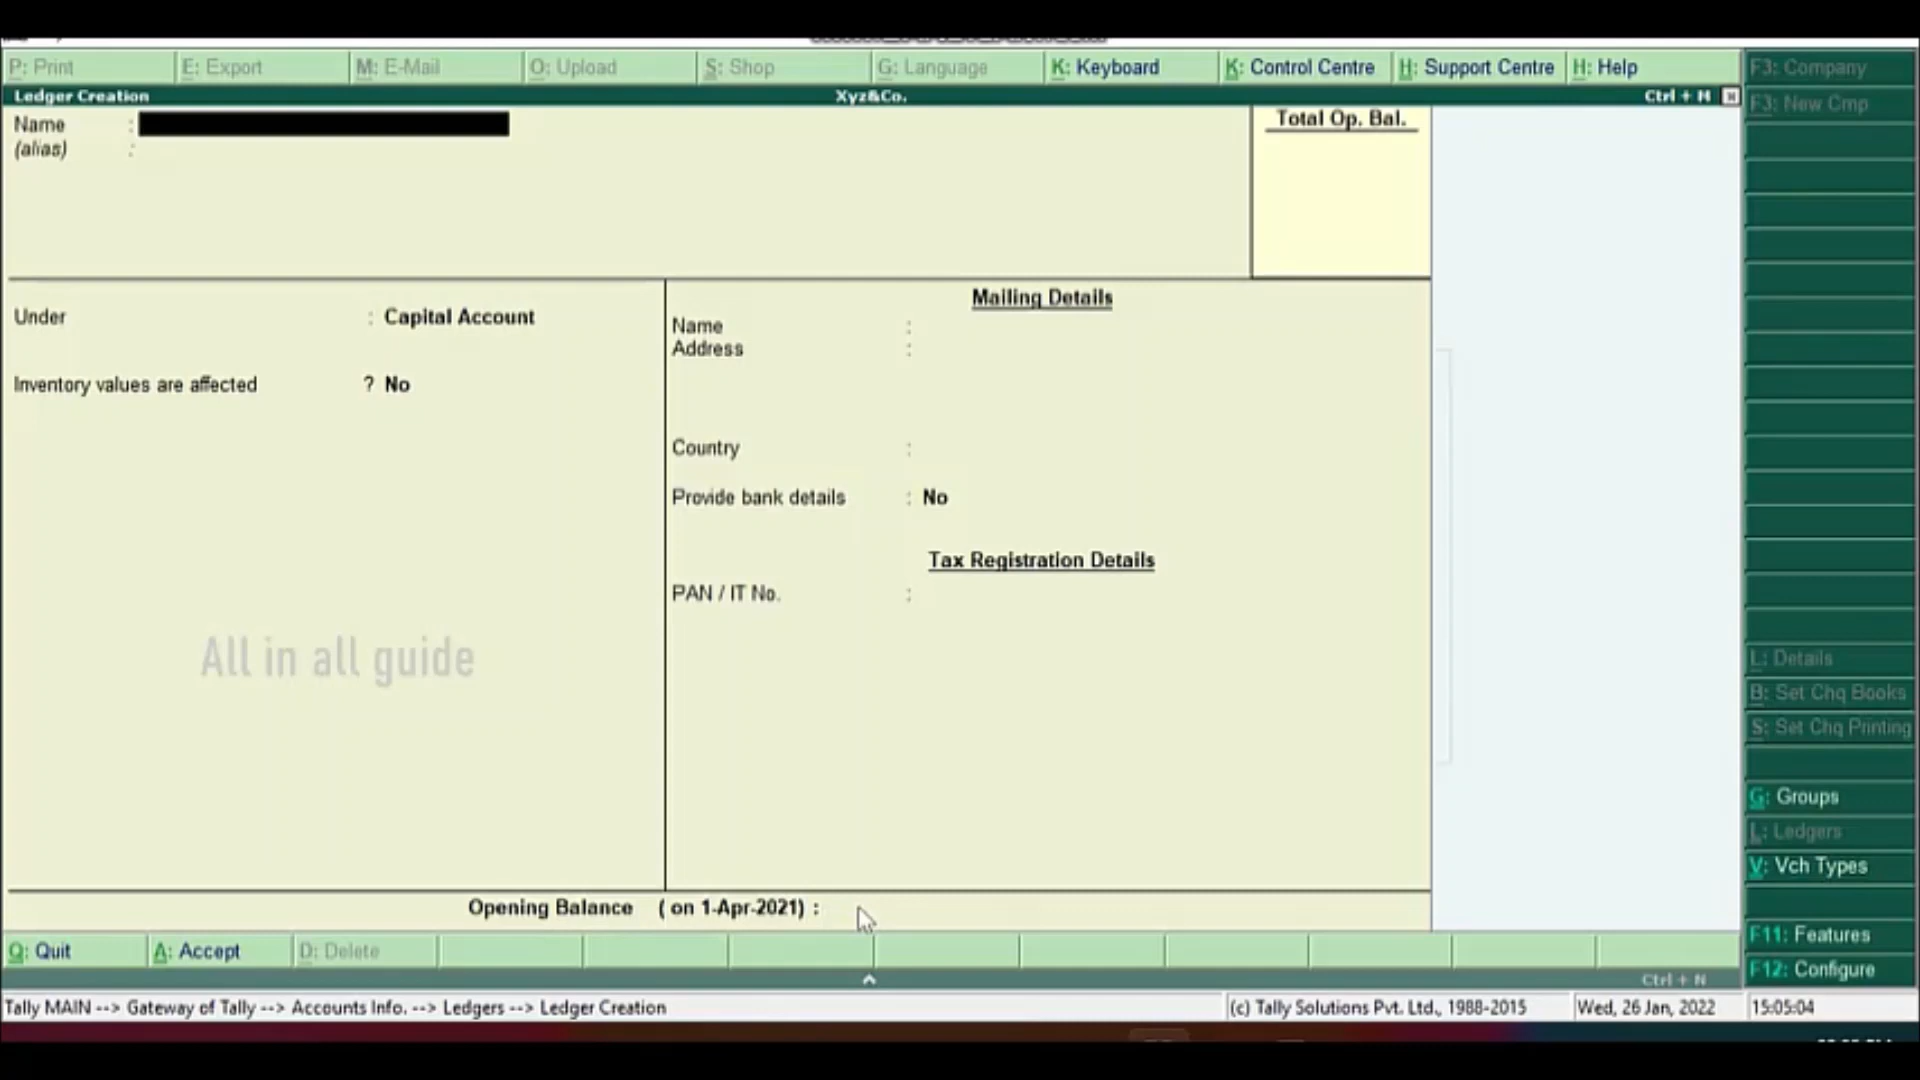 P: Print E: Export M: E-Mail O: Upload S: Shop G: Language K: Keyboard K: Control Centre H: Support Centre H: Help
Ledger Creation Xyz&Co. Ctrl + M
Name :
(alias) :
Total Op. Bal.
Under : Capital Account
Inventory values are affected ? No
Mailing Details
Name :
Address :
Country :
Provide bank details : No
Tax Registration Details
PAN / IT No. :
All in all guide
Opening Balance ( on 1-Apr-2021) :
F3: Company
F3: New Cmp
L: Details
B: Set Chq Books
S: Set Chq Printing
G: Groups
L: Ledgers
V: Vch Types
F11: Features
F12: Configure
Q: Quit A: Accept D: Delete
Ctrl + N
Tally MAIN --> Gateway of Tally --> Accounts Info. --> Ledgers --> Ledger Creation (c) Tally Solutions Pvt. Ltd., 1988-2015 Wed, 26 Jan, 2022 15:05:04